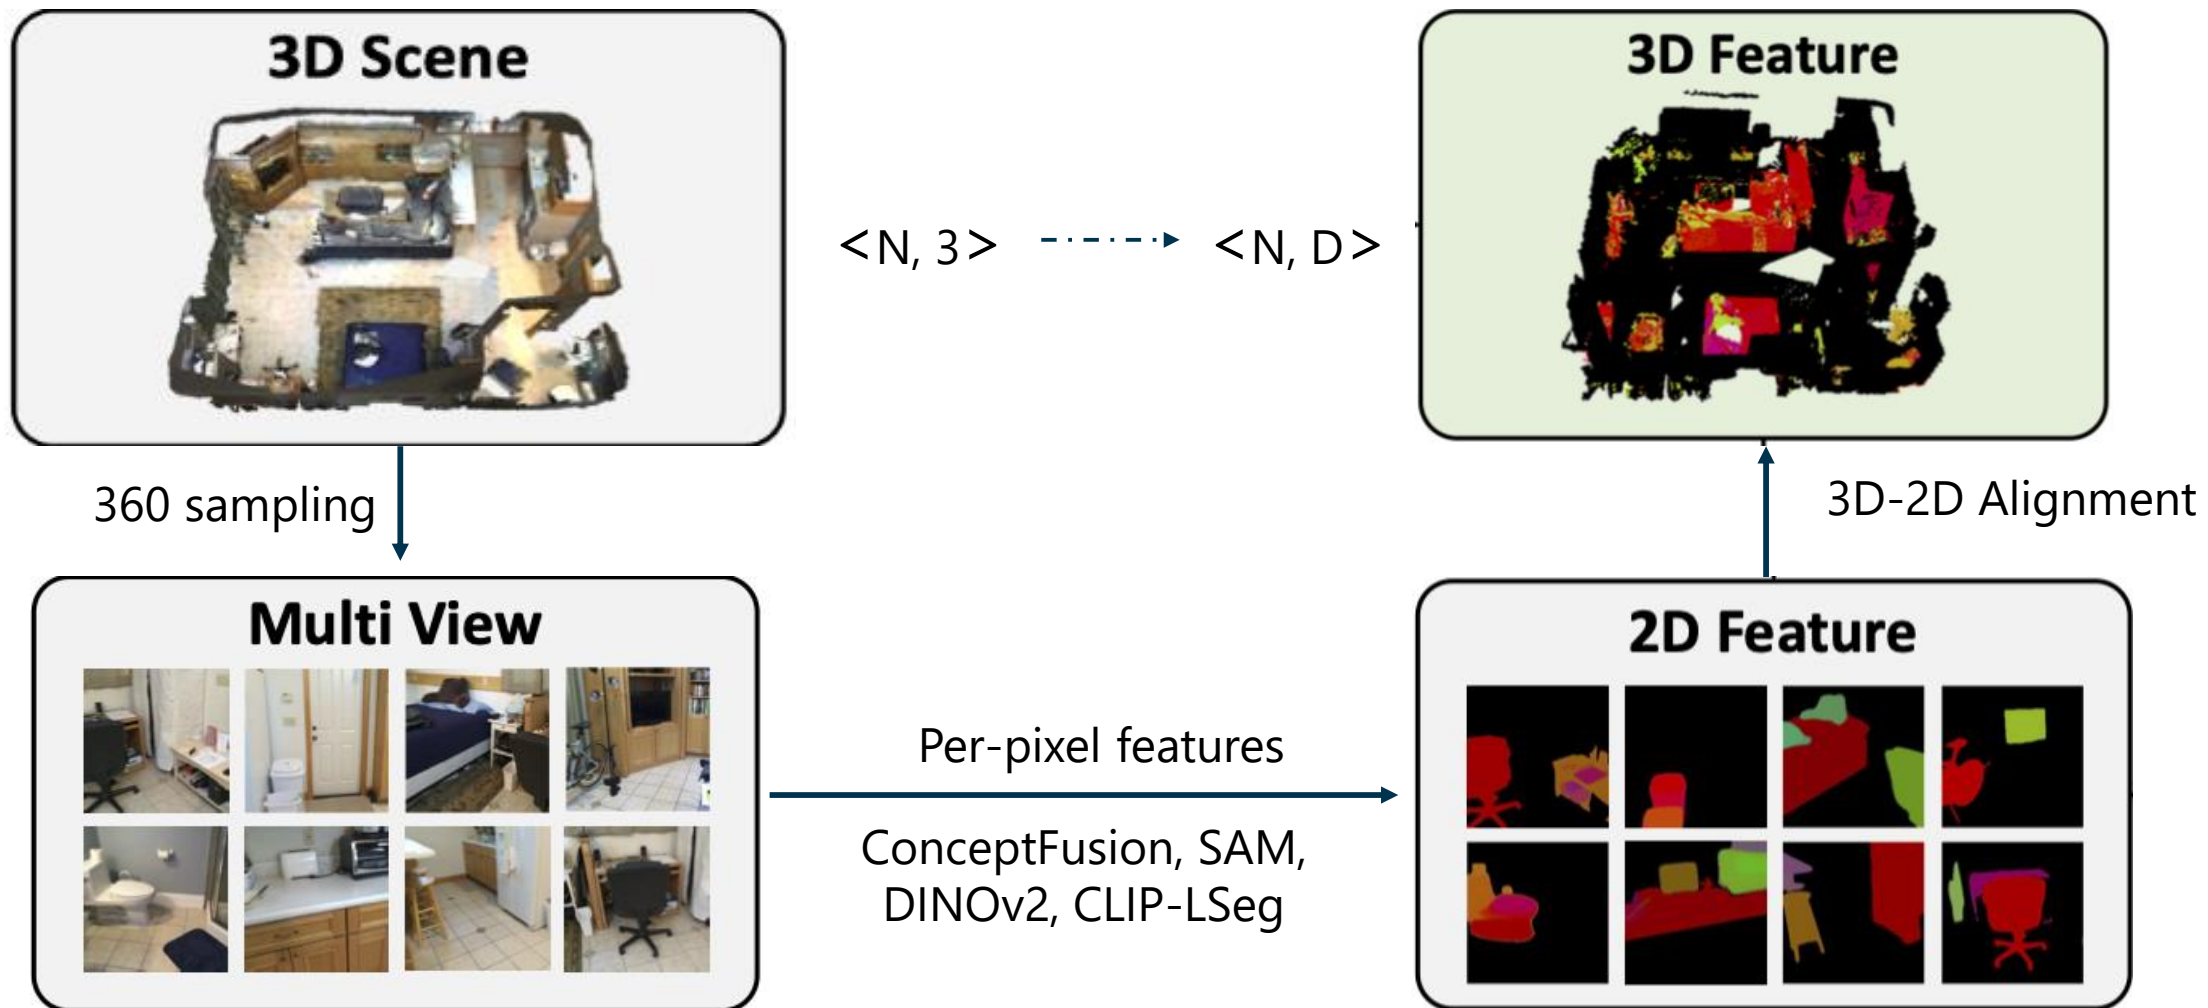 3D Scene
3D Feature
<N, 3>
<N, D>
360 sampling
3D-2D Alignment
Multi View
2D Feature
Per-pixel features
ConceptFusion, SAM,
DINOv2, CLIP-LSeg